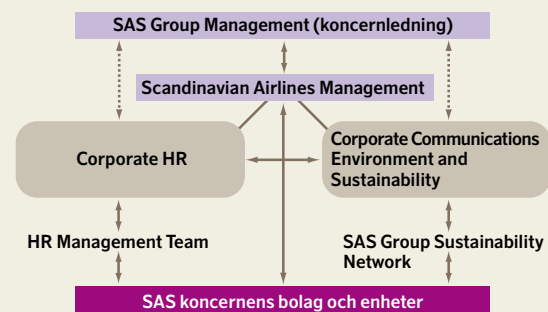 SAS Group Management (koncernledning)
Scandinavian Airlines Management
Corporate HR
Corporate Communications
Environment and
Sustainability
HR Management Team
SAS Group Sustainability
Network
SAS koncernens bolag och enheter